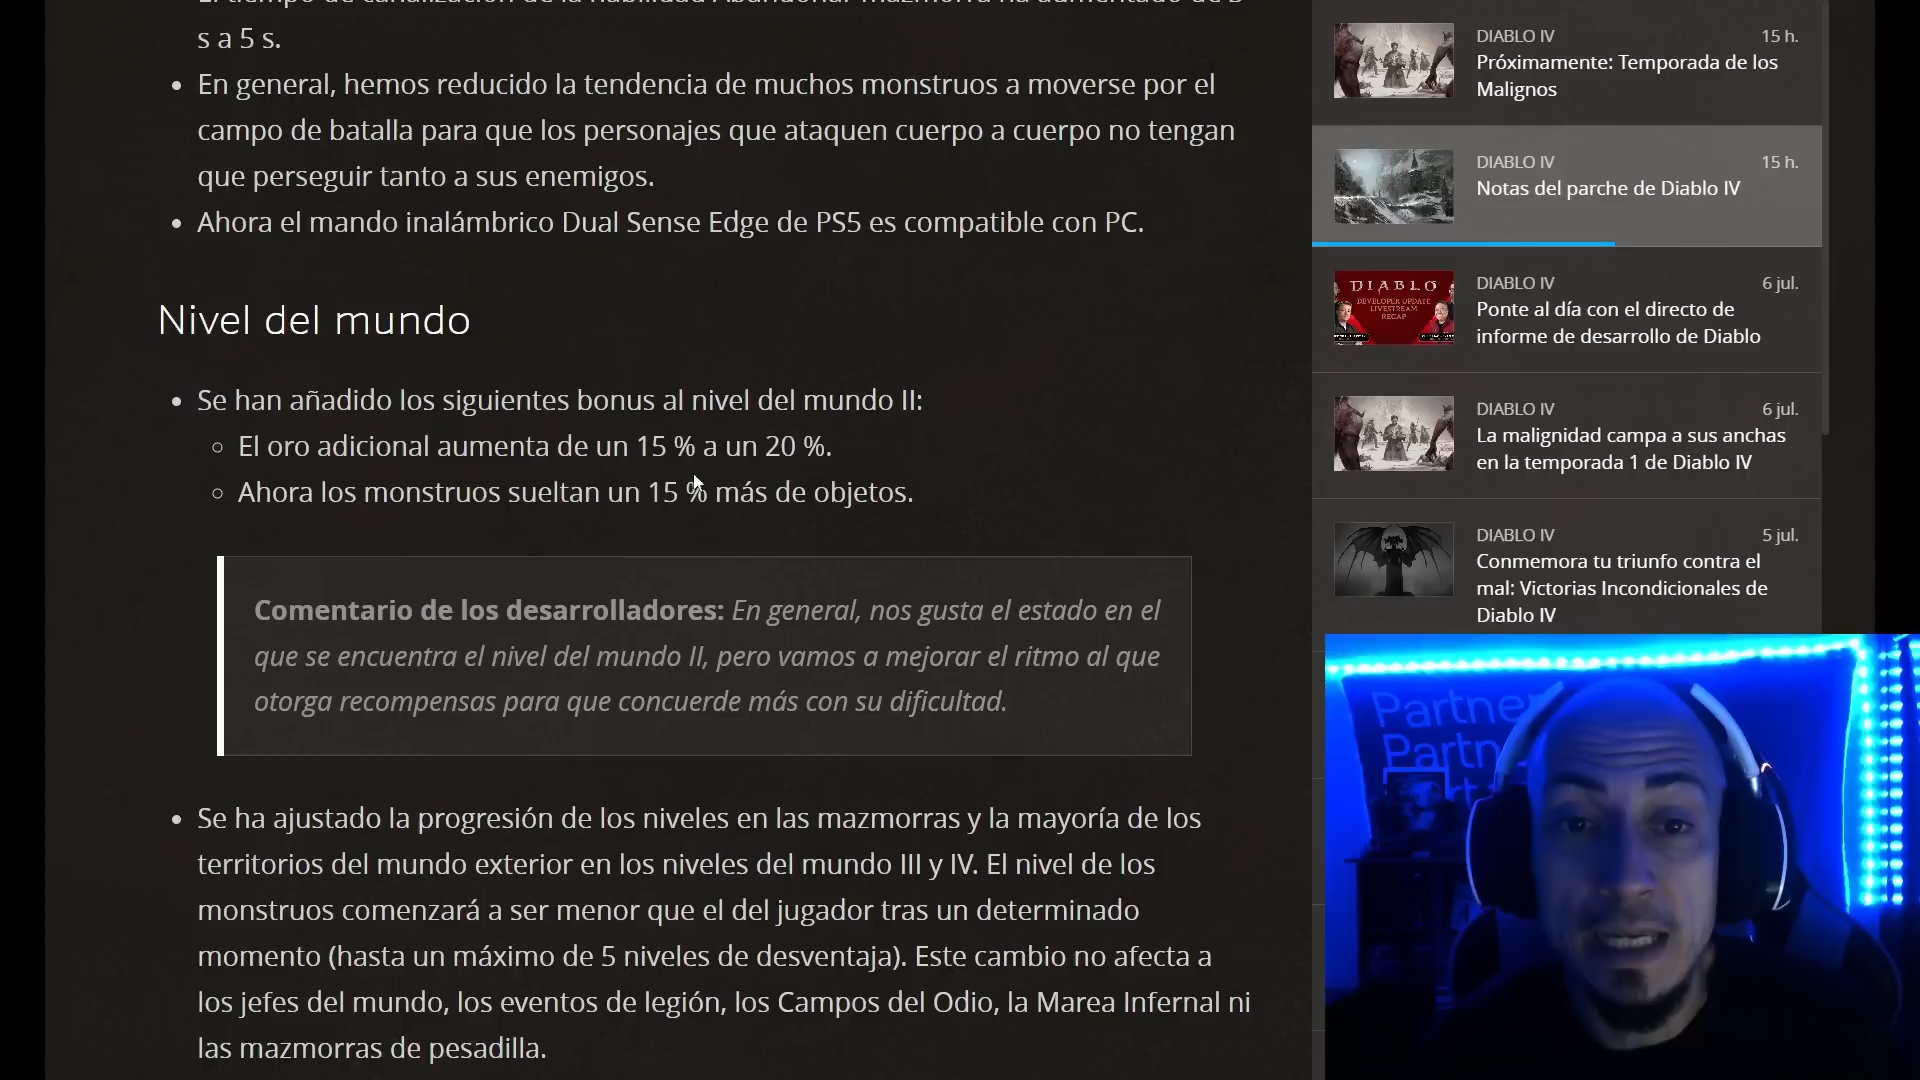 s a 5 s.
En general, hemos reducido la tendencia de muchos monstruos a moverse por el
campo de batalla para que los personajes que ataquen cuerpo a cuerpo no tengan
que perseguir tanto a sus enemigos.
Ahora el mando inalámbrico Dual Sense Edge de PS5 es compatible con PC.
Nivel del mundo
Se han añadido los siguientes bonus al nivel del mundo II:
El oro adicional aumenta de un 15 % a un 20 %.
Ahora los monstruos sueltan un 15 % más de objetos.
Comentario de los desarrolladores: En general, nos gusta el estado en el
que se encuentra el nivel del mundo II, pero vamos a mejorar el ritmo al que
otorga recompensas para que concuerde más con su dificultad.
Se ha ajustado la progresión de los niveles en las mazmorras y la mayoría de los
territorios del mundo exterior en los niveles del mundo III y IV. El nivel de los
monstruos comenzará a ser menor que el del jugador tras un determinado
momento (hasta un máximo de 5 niveles de desventaja). Este cambio no afecta a
los jefes del mundo, los eventos de legión, los Campos del Odio, la Marea Infernal ni
las mazmorras de pesadilla.
DIABLO IV 15 h.
Próximamente: Temporada de los
Malignos
DIABLO IV 15 h.
Notas del parche de Diablo IV
DIABLO
DEVELOPER UPDATE
LIVESTREAM
RECAP
DIABLO IV 6 jul.
Ponte al día con el directo de
informe de desarrollo de Diablo
DIABLO IV 6 jul.
La malignidad campa a sus anchas
en la temporada 1 de Diablo IV
DIABLO IV 5 jul.
Conmemora tu triunfo contra el
mal: Victorias Incondicionales de
Diablo IV